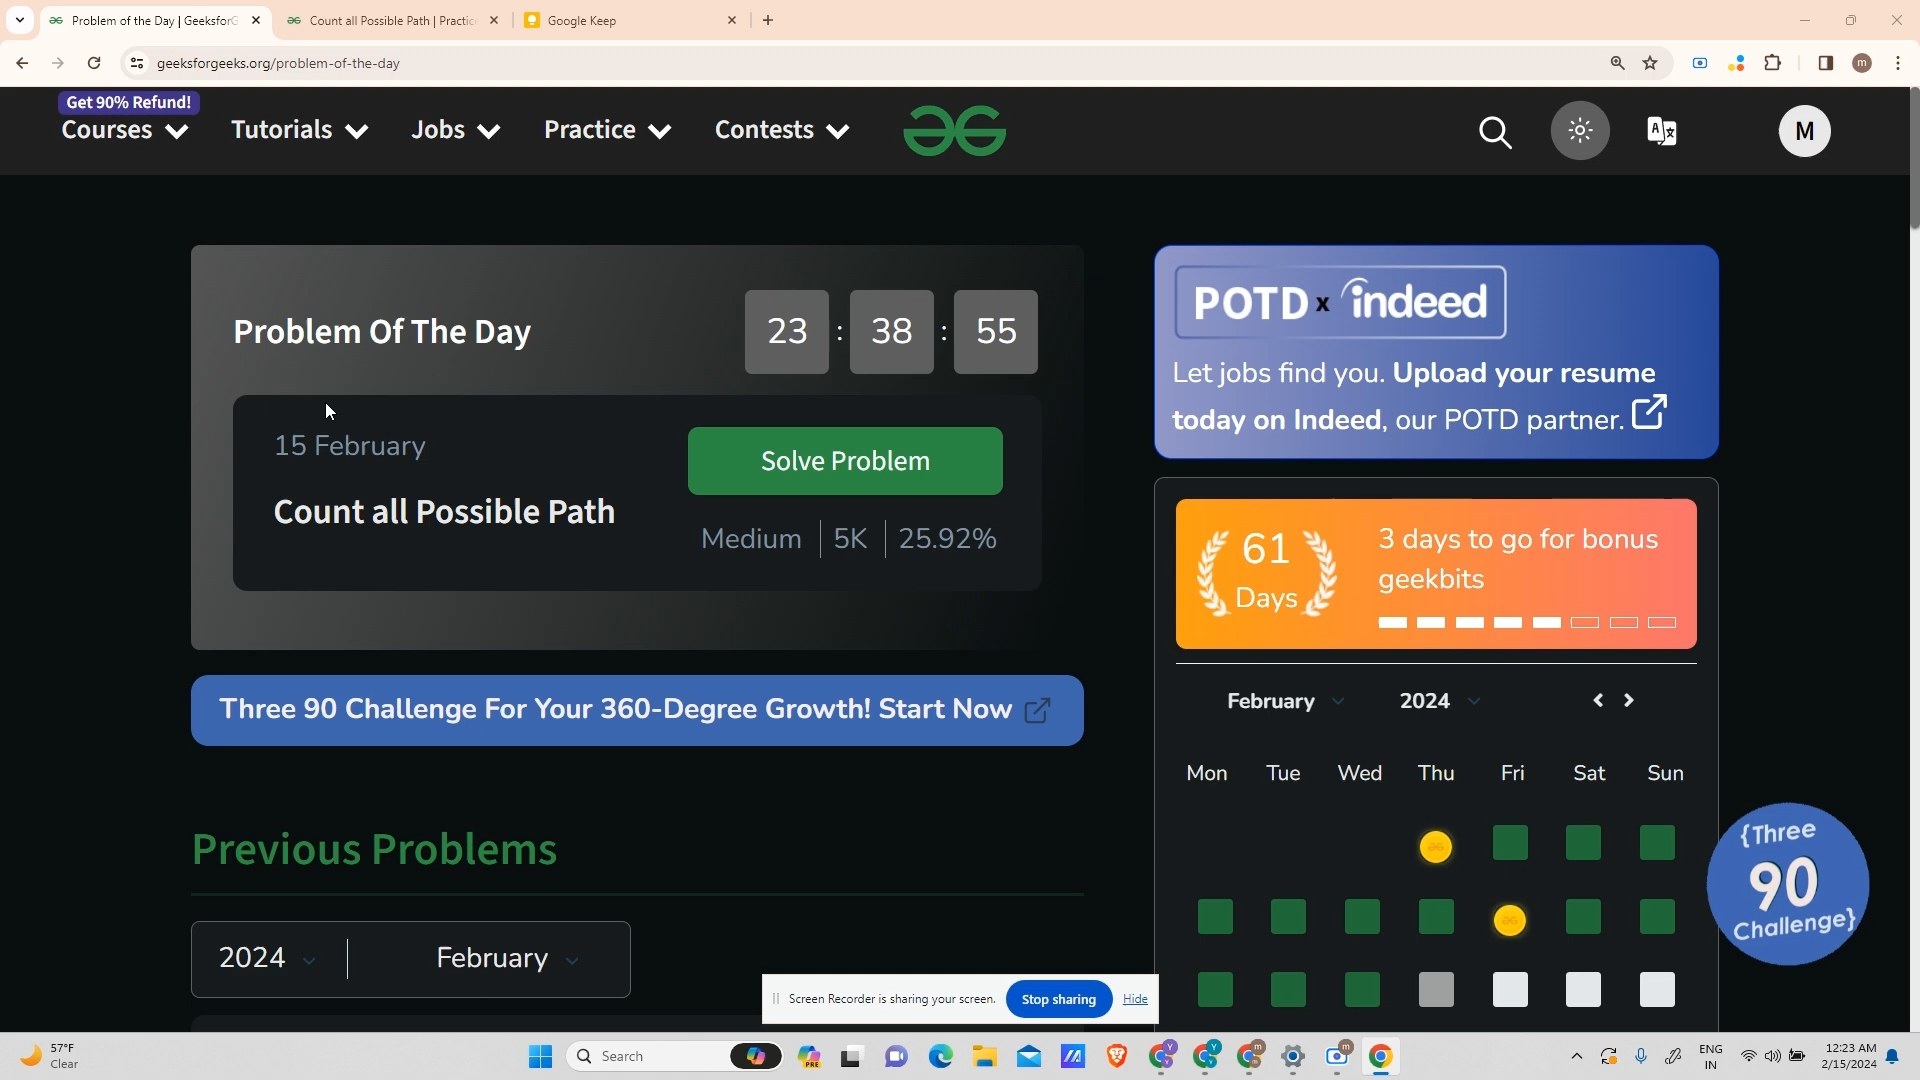 Problem of the Day | GeeksforG
Count all Possible Path | Practic
Google Keep
geeksforgeeks.org/problem-of-the-day
m
Get 90% Refund!
Courses
Tutorials
Jobs
Practice
Contests
M
Problem Of The Day
23 : 38 : 55
15 February
Solve Problem
Count all Possible Path
Medium
5K
25.92%
Three 90 Challenge For Your 360-Degree Growth! Start Now
Previous Problems
2024
February
POTD x indeed
Let jobs find you. Upload your resume
today on Indeed, our POTD partner.
61
Days
3 days to go for bonus
geekbits
February
2024
Mon Tue Wed Thu Fri Sat Sun
{Three
90
Challenge}
Screen Recorder is sharing your screen.
Stop sharing
Hide
57°F
Clear
Search
PRE
Y
Y
m
m
ENG
IN
12:23 AM
2/15/2024